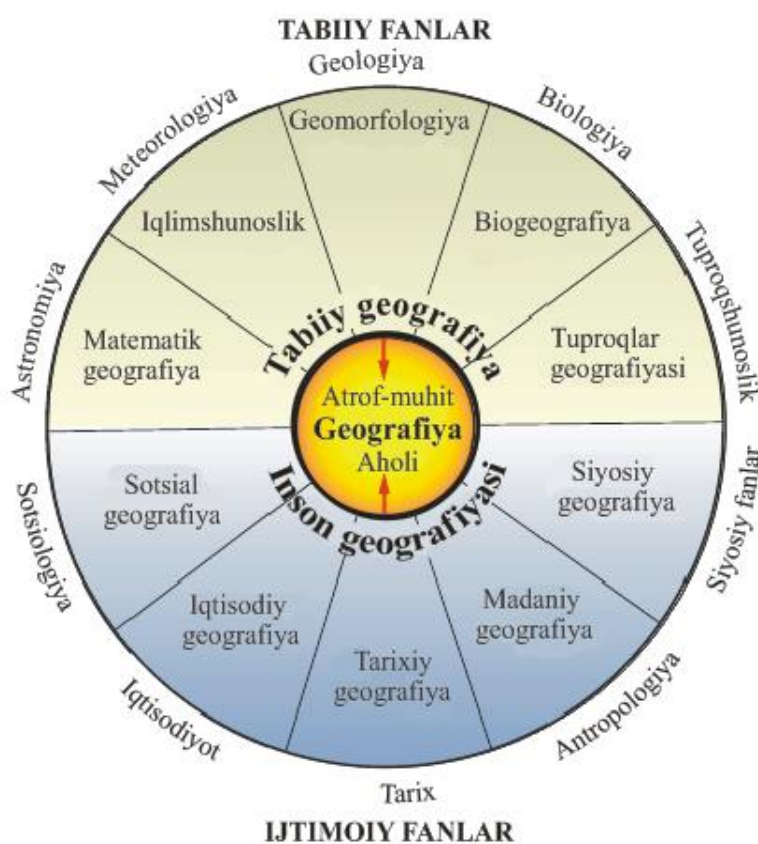 TABIIY FANLAR
Geologiya
Meteorologiya
Biologiya
Astronomiya
Tuproqshunoslik
Geomorfologiya
Iqlimshunoslik
Biogeografiya
Matematik
geografiya
Tuproqlar
geografiyasi
Tabiiy geografiya
Atrof-muhit
Geografiya
Aholi
Inson geografiyasi
Sotsial
geografiya
Siyosiy
geografiya
Iqtisodiy
geografiya
Madaniy
geografiya
Tarixiy
geografiya
Sotsiologiya
Siyosiy fanlar
Iqtisodiyot
Antropologiya
Tarix
IJTIMOIY FANLAR